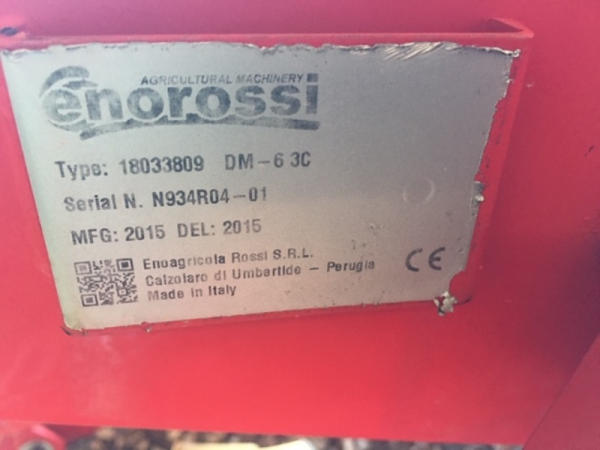 AGRICULTURAL MACHINERY
enorossi
Type: 18033809 DM-6 3C
Serial N. N934R04-01
MFG: 2015 DEL: 2015
Enoagricola Rossi S.R.L.
Calzolaro di Umbertide - Perugia
Made in Italy
CE